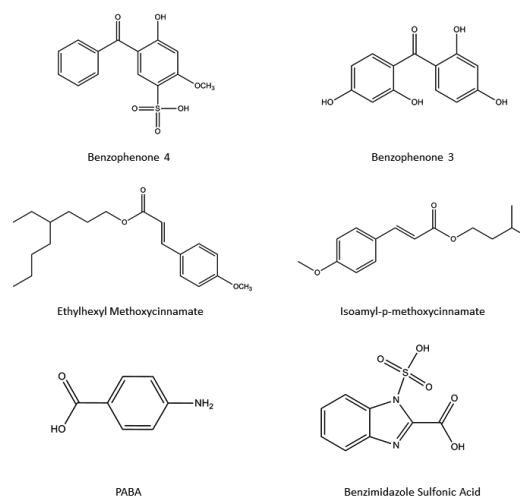 O OH
OCH₃
O S OH
O
Benzophenone 4
O OH
HO OH OH
Benzophenone 3
O
O
OCH₃
Ethylhexyl Methoxycinnamate
O
O
O
Isoamyl-p-methoxycinnamate
O
HO
NH₂
PABA
OH
O S O
N O
N OH
Benzimidazole Sulfonic Acid